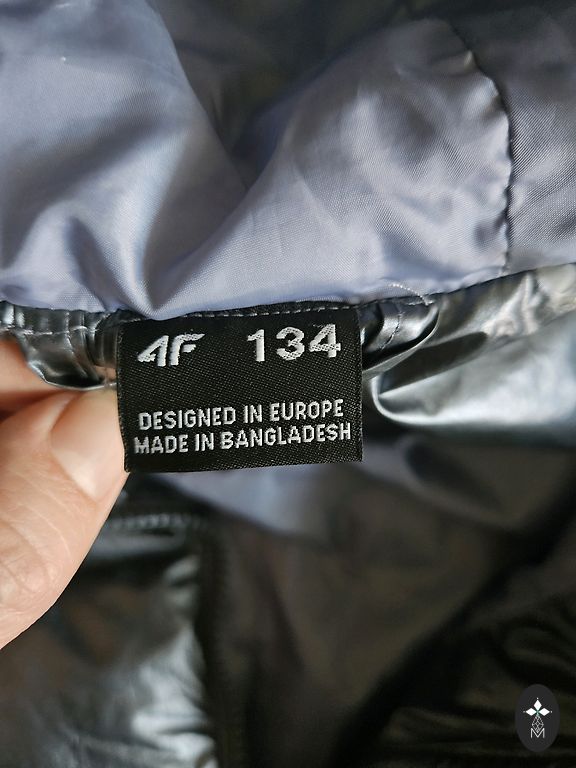 4F 134
DESIGNED IN EUROPE
MADE IN BANGLADESH
M